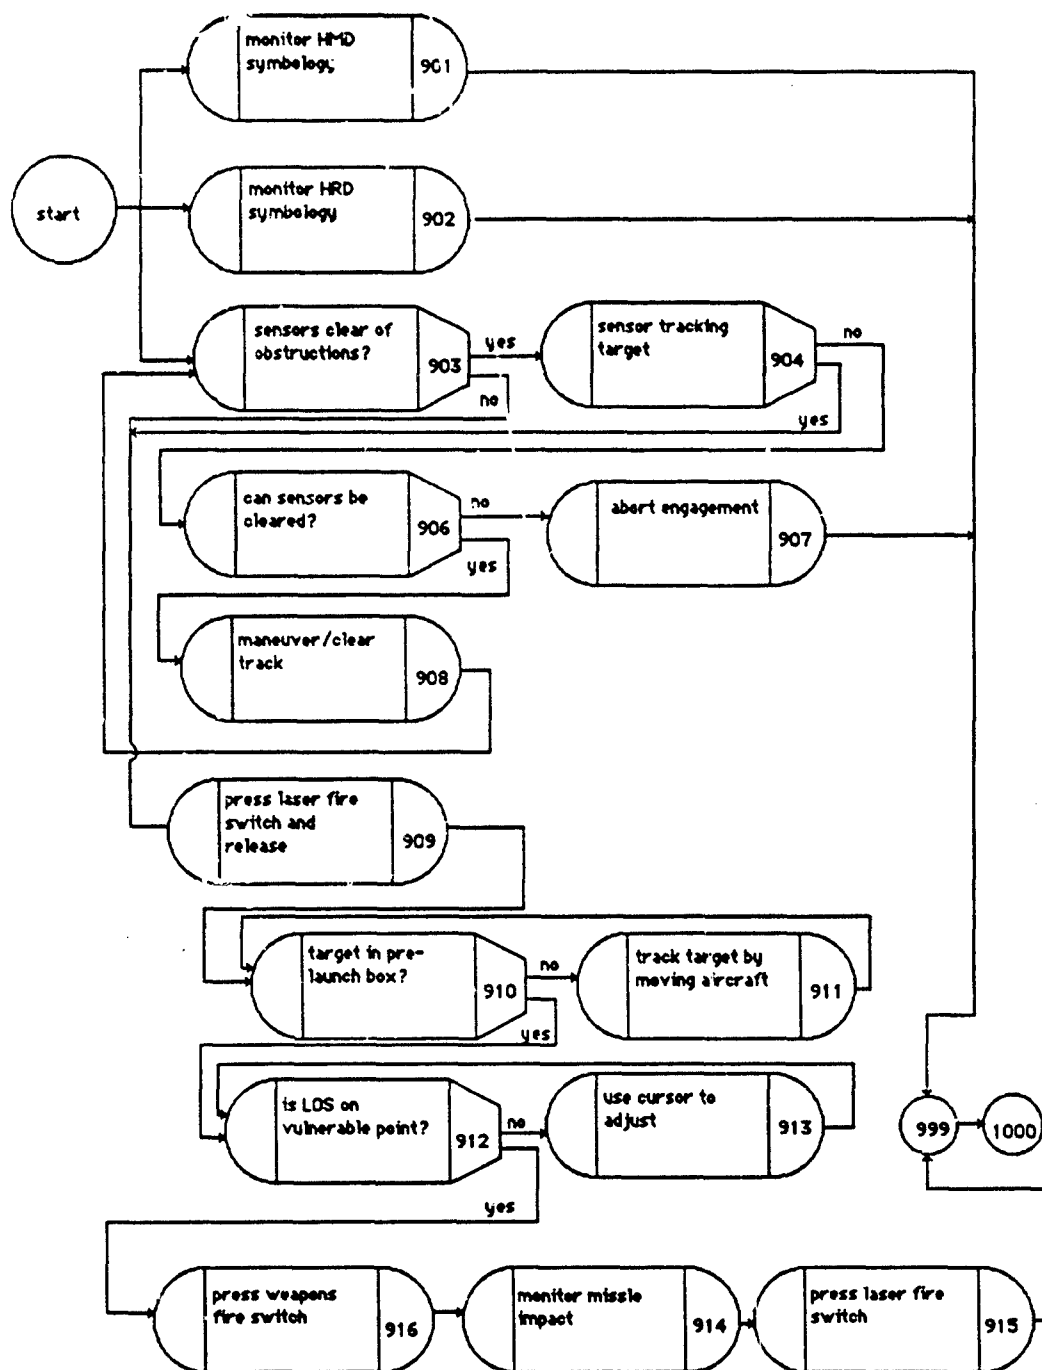 monitor HMD
symbology
901
start
monitor HRD
symbology
902
sensors clear of
obstructions?
903
yes
no
sensor tracking
target
904
no
yes
can sensors be
cleared?
906
no
yes
abort engagement
907
maneuver/clear
track
908
press laser fire
switch and
release
909
target in pre-
launch box?
910
no
yes
track target by
moving aircraft
911
is LOS on
vulnerable point?
912
no
yes
use cursor to
adjust
913
999
1000
press weapons
fire switch
916
monitor missle
impact
914
press laser fire
switch
915